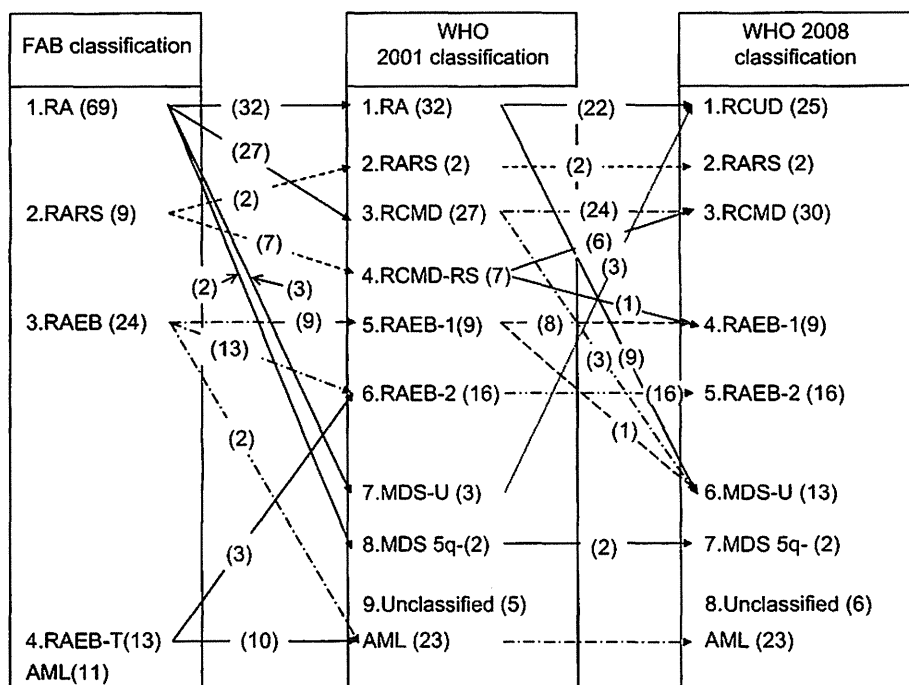 FAB classification
WHO
2001 classification
WHO 2008
classification
1.RA (69)
(32)
1.RA (32)
(22)
1.RCUD (25)
(27)
2.RARS (2)
(2)
2.RARS (2)
(2)
2.RARS (9)
3.RCMD (27)
(24)
3.RCMD (30)
(7)
(6)
4.RCMD-RS (7)
(3)
(2)
(3)
(1)
3.RAEB (24)
(9)
5.RAEB-1(9)
(8)
4.RAEB-1(9)
(13)
(3)
(9)
6.RAEB-2 (16)
(16)
5.RAEB-2 (16)
(2)
(1)
7.MDS-U (3)
6.MDS-U (13)
(3)
8.MDS 5q-(2)
(2)
7.MDS 5q- (2)
9.Unclassified (5)
8.Unclassified (6)
4.RAEB-T(13)
(10)
AML (23)
AML (23)
AML(11)